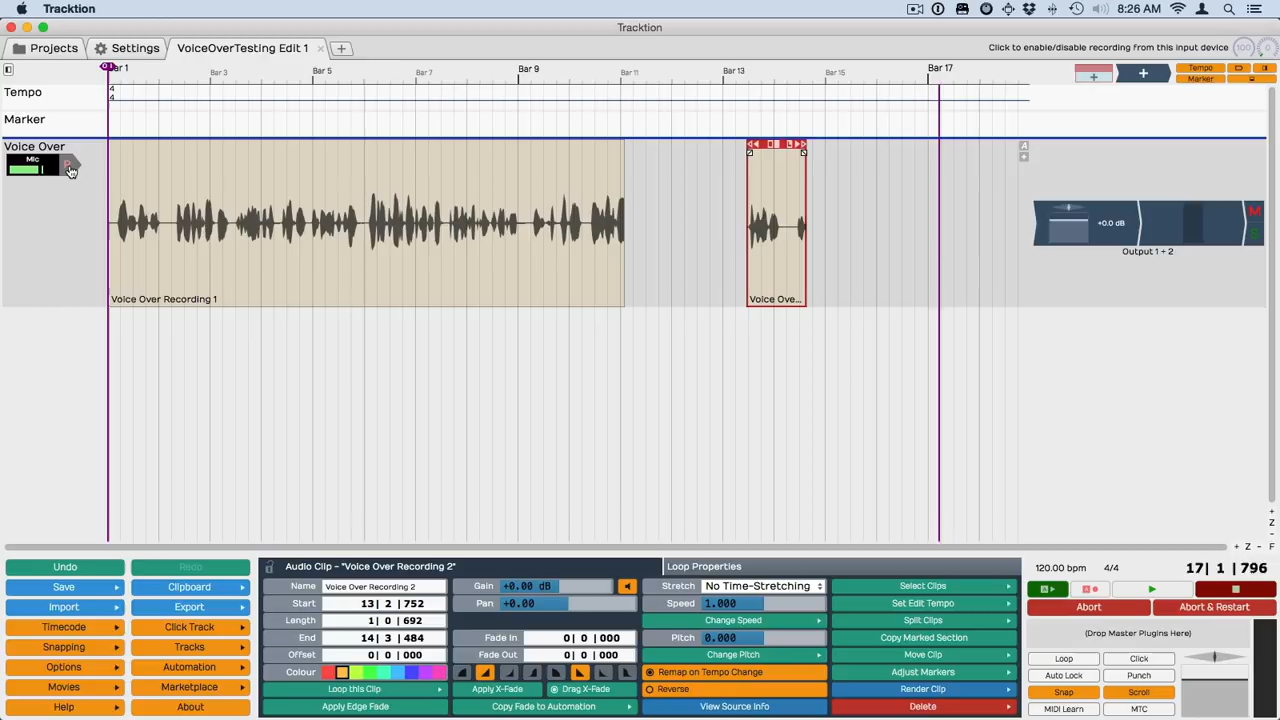 Tracktion
8:26 AM
Tracktion
Projects
Settings
VoiceOverTesting Edit 1
Click to enable/disable recording from this input device
100
0
Bar 1
Bar 3
Bar 5
Bar 7
Bar 9
Bar 11
Bar 13
Bar 15
Bar 17
Tempo
Marker
Tempo
4
4
Marker
Voice Over
Mic
R
A
Voice Over Recording 1
Voice Ove...
+0.0 dB
M
S
Output 1 + 2
+ Z
+ Z - F
Undo
Redo
Save
Clipboard
Import
Export
Timecode
Click Track
Snapping
Tracks
Options
Automation
Movies
Marketplace
Help
About
Audio Clip – "Voice Over Recording 2"
Name Voice Over Recording 2
Start 13| 2 |752
Length 1| 0 |692
End 14| 3 |484
Offset 0| 0 |000
Colour
Loop this Clip
Apply Edge Fade
Gain +0.00 dB
Pan +0.00
Fade In 0| 0 |000
Fade Out 0| 0 |000
Apply X-Fade
Drag X-Fade
Copy Fade to Automation
Loop Properties
Stretch No Time-Stretching
Speed 1.000
Change Speed
Pitch 0.000
Change Pitch
Remap on Tempo Change
Reverse
View Source Info
Select Clips
Set Edit Tempo
Split Clips
Copy Marked Section
Move Clip
Adjust Markers
Render Clip
Delete
120.00 bpm 4/4 17| 1 |796
A
A
Abort
Abort & Restart
(Drop Master Plugins Here)
Loop
Click
Auto Lock
Punch
Snap
Scroll
MIDI Learn
MTC